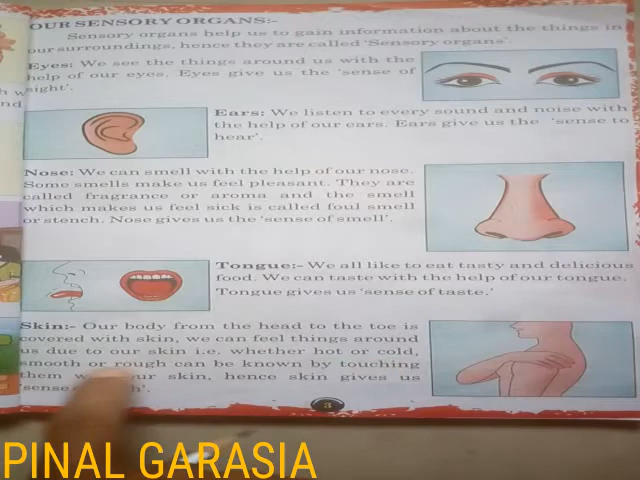 OUR SENSORY ORGANS:-
Sensory organs help us to gain information about the things in
our surroundings, hence they are called 'Sensory organs'.
Eyes: We see the things around us with the
help of our eyes. Eyes give us the 'sense of
sight'.
Ears: We listen to every sound and noise with
the help of our ears. Ears give us the 'sense to
hear'.
Nose: We can smell with the help of our nose.
Some smells make us feel pleasant. They are
called fragrance or aroma and the smell
which makes us feel sick is called foul smell
or stench. Nose gives us the 'sense of smell'.
Tongue:- We all like to eat tasty and delicious
food. We can taste with the help of our tongue.
Tongue gives us 'sense of taste.'
Skin:- Our body from the head to the toe is
covered with skin, we can feel things around
us due to our skin i.e. whether hot or cold,
smooth or rough can be known by touching
them our skin, hence skin gives us
'sense
3
PINAL GARASIA